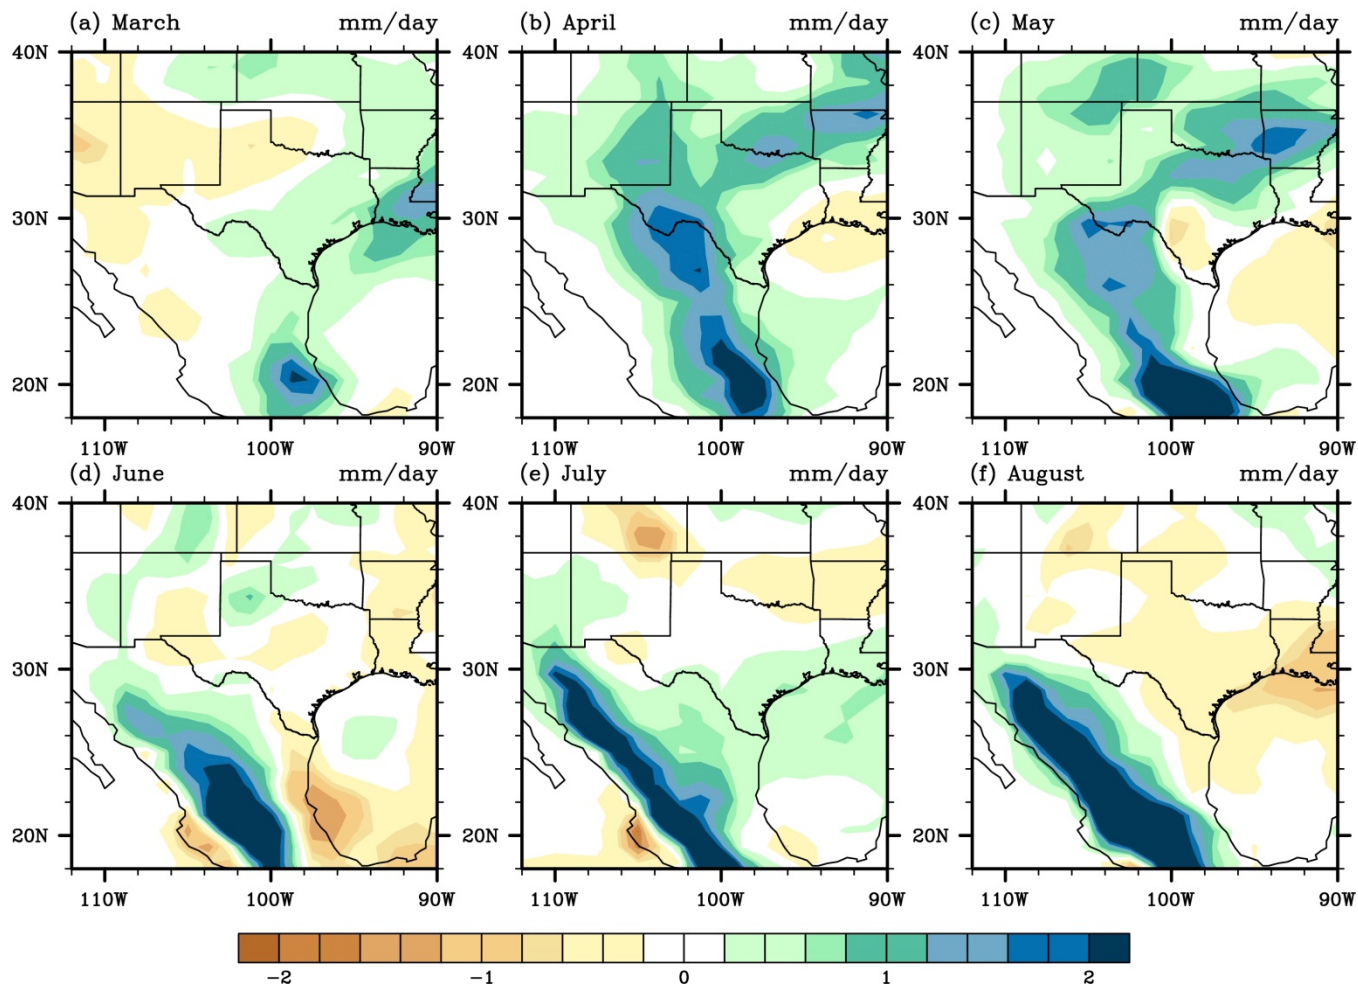 (a) March mm/day (b) April mm/day (c) May mm/day
40N 40N 40N
30N 30N 30N
20N 20N 20N
110W 100W 90W 110W 100W 90W 110W 100W 90W
(d) June mm/day (e) July mm/day (f) August mm/day
40N 40N 40N
30N 30N 30N
20N 20N 20N
110W 100W 90W 110W 100W 90W 110W 100W 90W
−2 −1 0 1 2